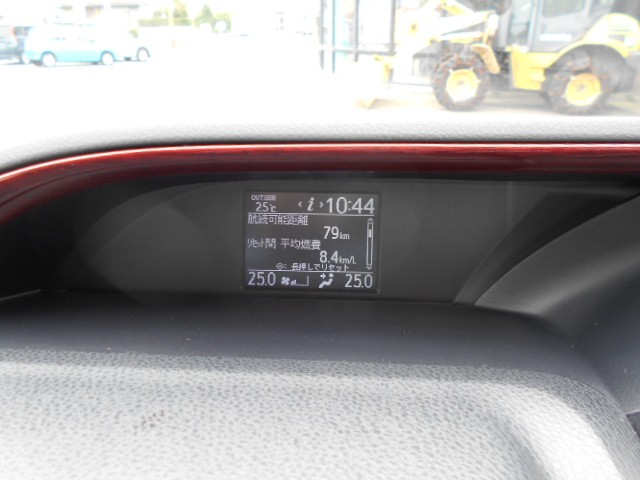 OUTSIDE
25℃ ‹ i › 10:44
航続可能距離
79km
リセット間 平均燃費
8.4km/L
◎: 長押しでリセット
25.0 25.0